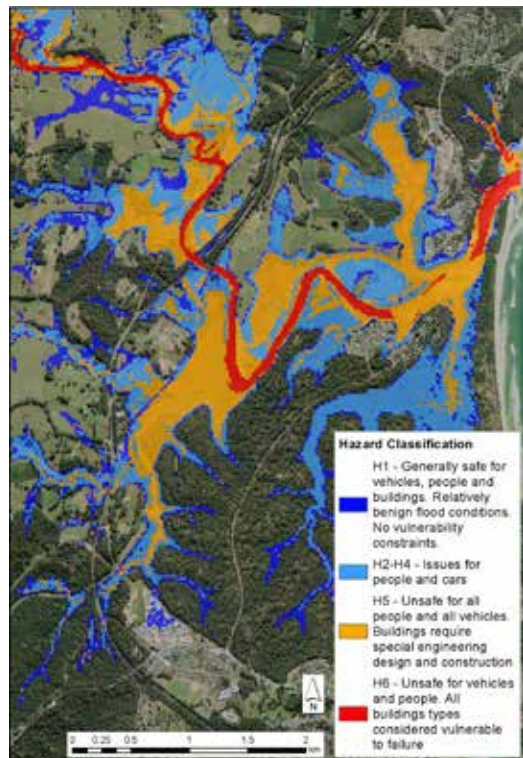 Hazard Classification
H1 - Generally safe for
vehicles, people and
buildings. Relatively
benign flood conditions.
No vulnerability
constraints.
H2-H4 - Issues for
people and cars
H5 - Unsafe for all
people and all vehicles.
Buildings require
special engineering
design and construction
H6 - Unsafe for vehicles
and people. All
buildings types
considered vulnerable
to failure
N
0 0.25 0.5 1 1.5 2
km